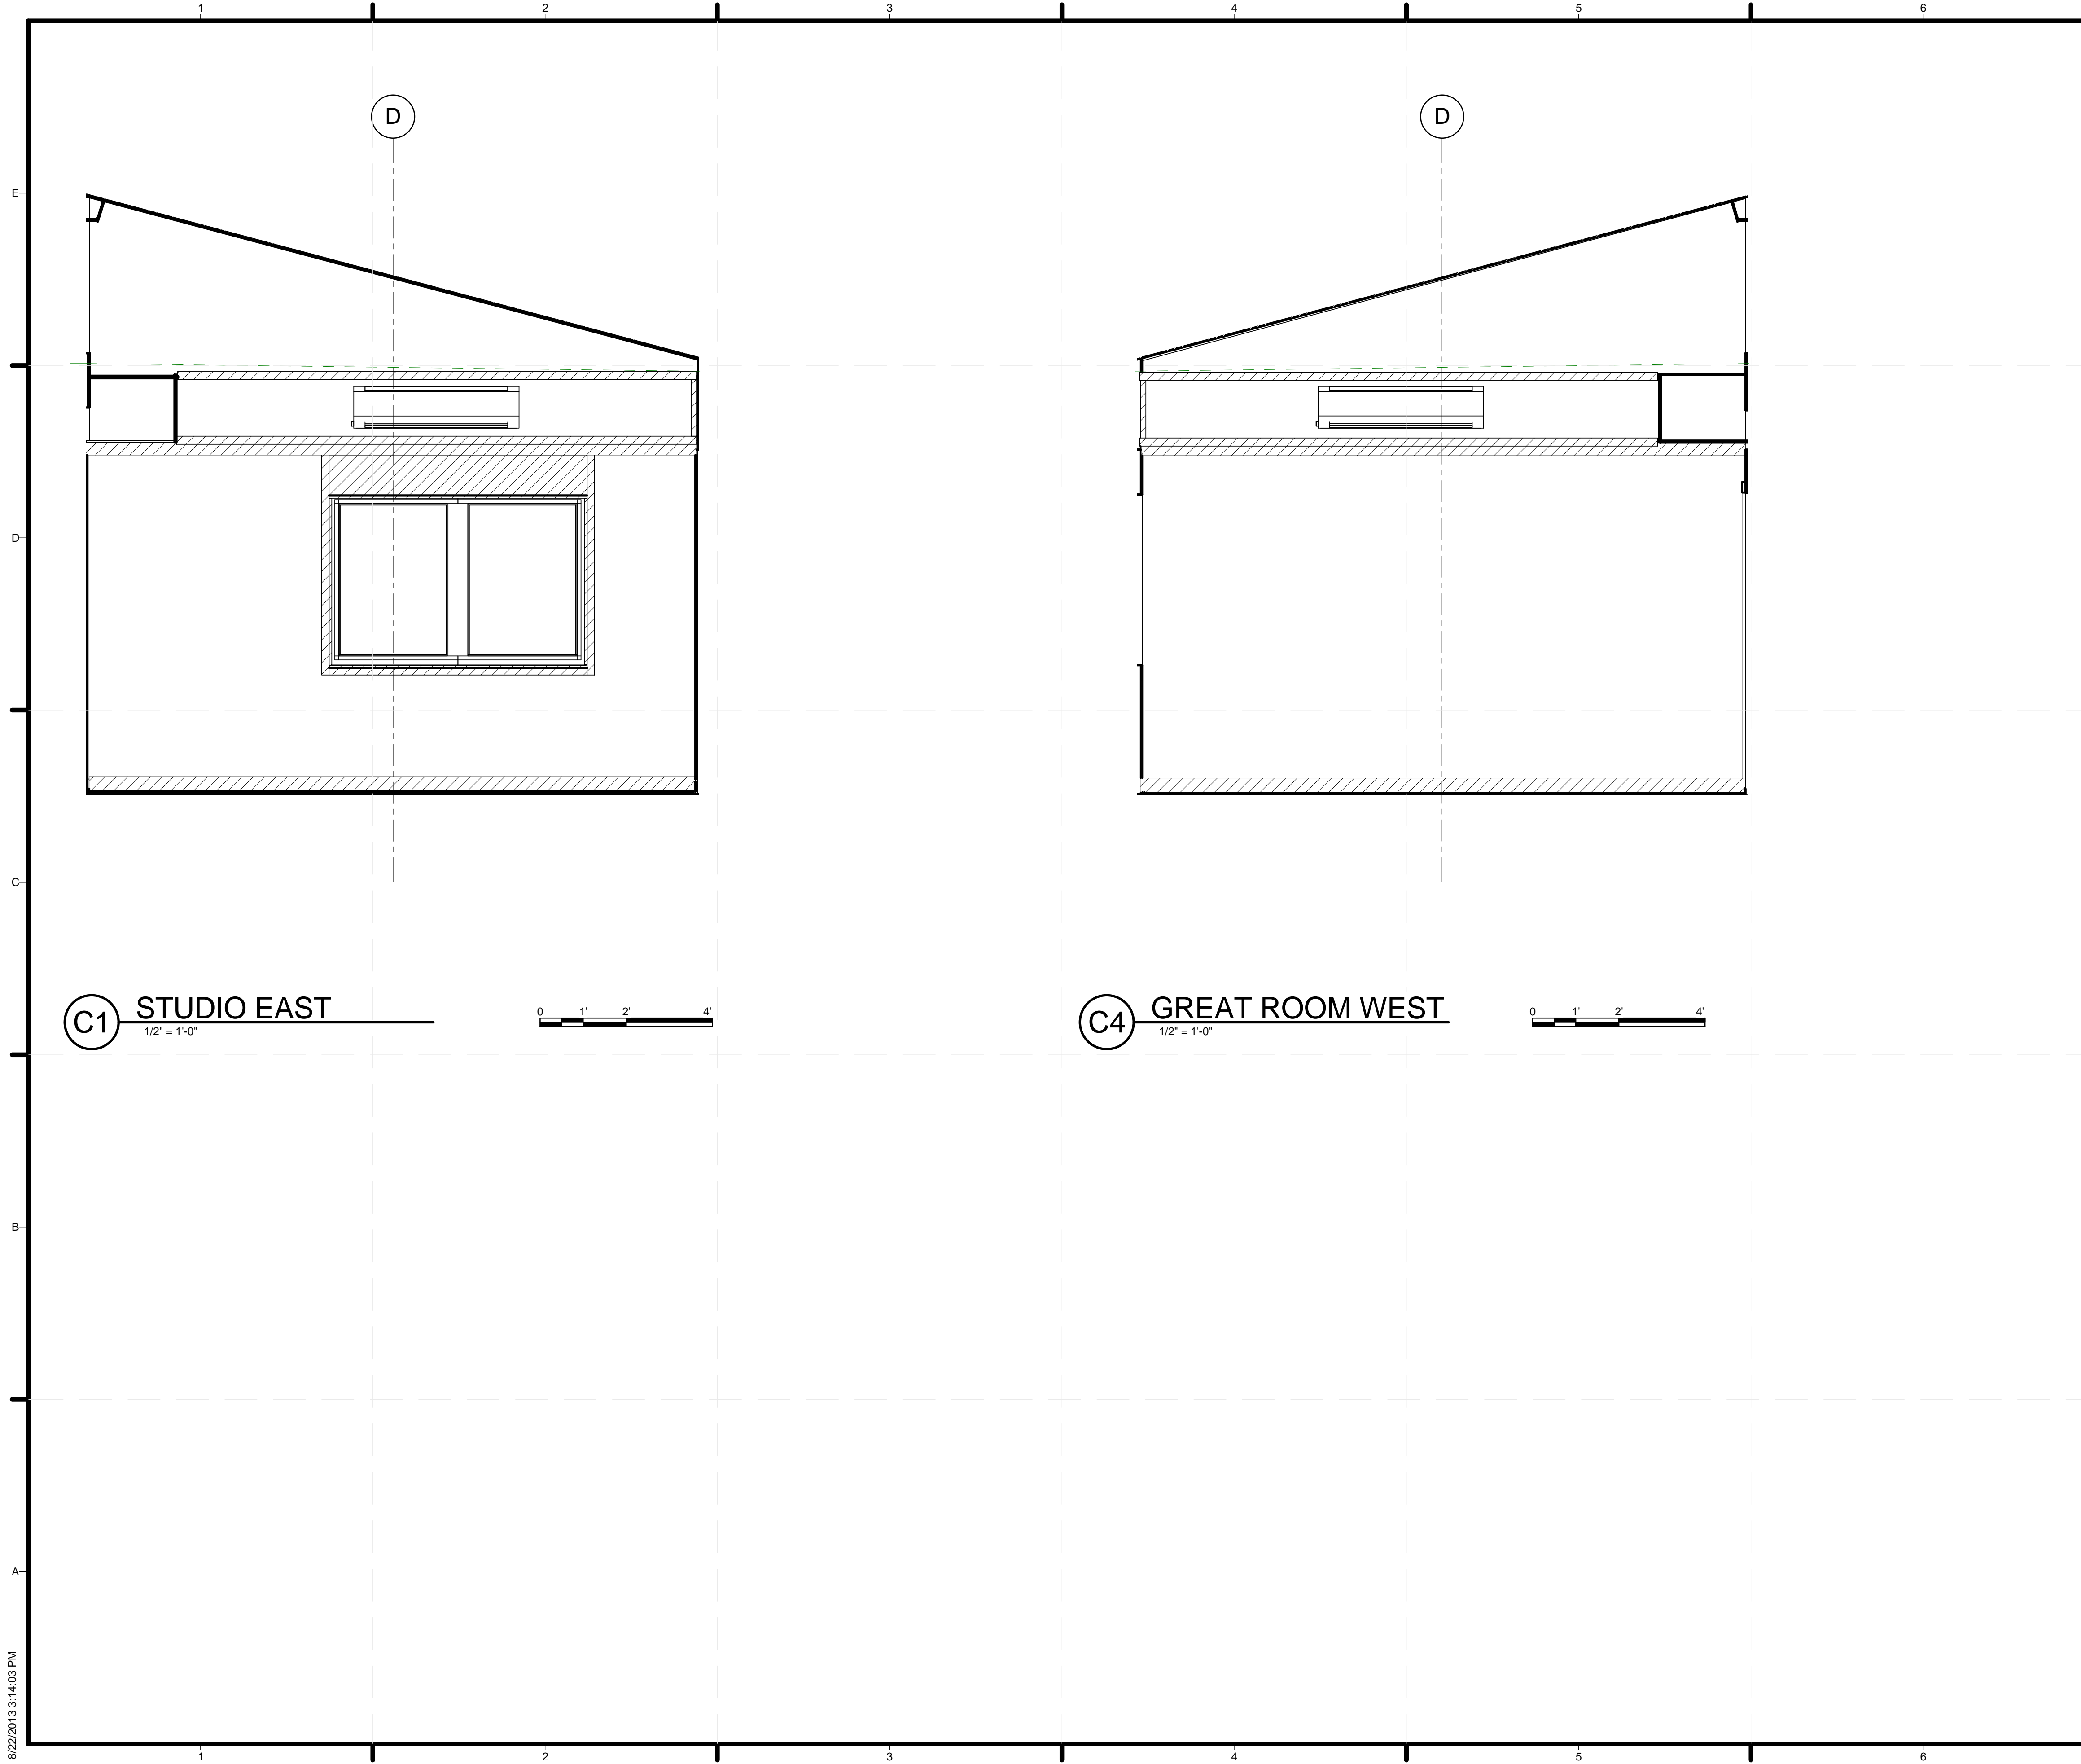 1 2 3 4 5 6
D D
E
D
C
C1 STUDIO EAST
1/2" = 1'-0"
0 1' 2' 4'
C4 GREAT ROOM WEST
1/2" = 1'-0"
0 1' 2' 4'
B
A
8/22/2013 3:14:03 PM
1 2 3 4 5 6